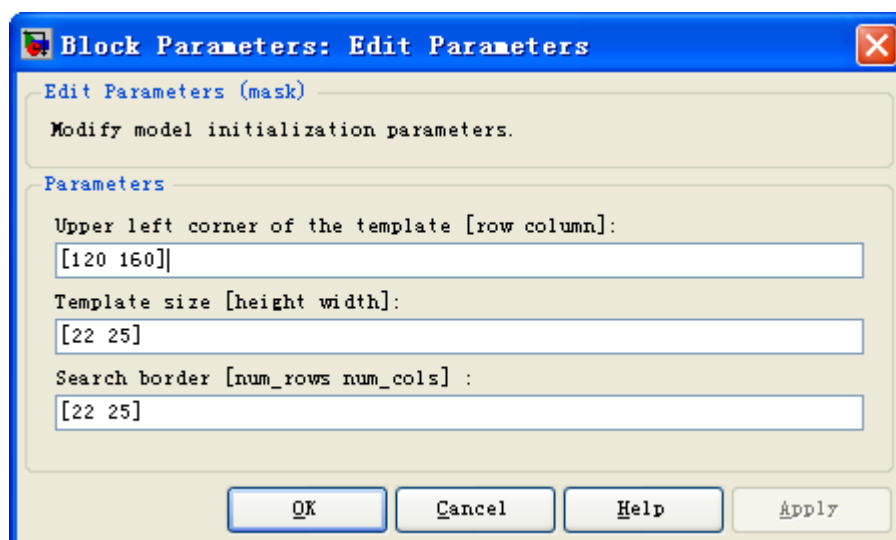 Block Parameters: Edit Parameters
Edit Parameters (mask)
Modify model initialization parameters.
Parameters
Upper left corner of the template [row column]:
[120 160]
Template size [height width]:
[22 25]
Search border [num_rows num_cols] :
[22 25]
OK Cancel Help Apply